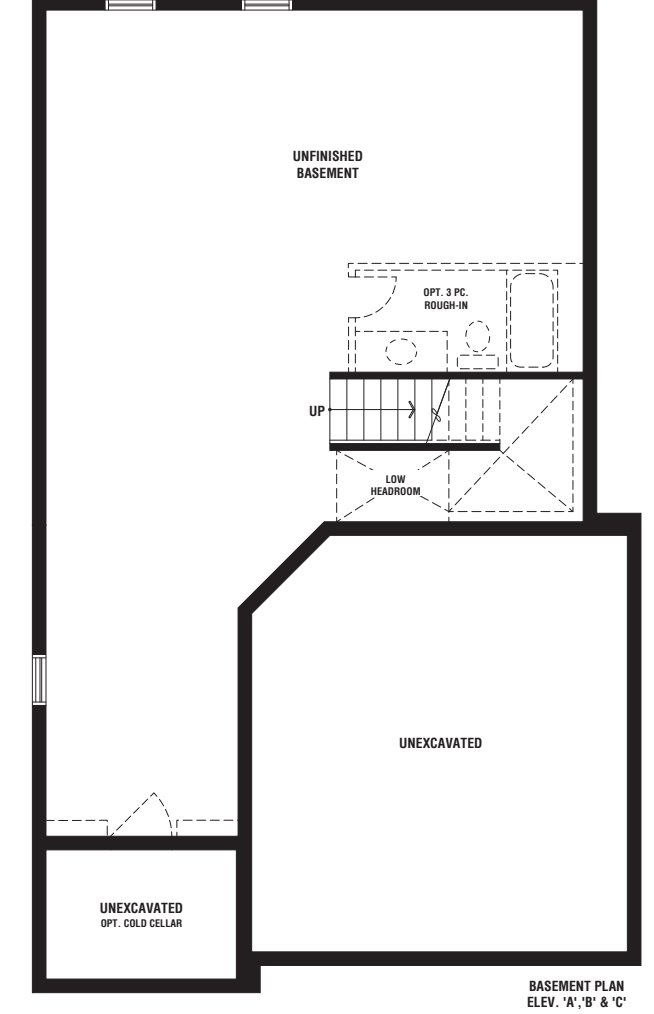 UNFINISHED
BASEMENT
OPT. 3 PC.
ROUGH-IN
UP
LOW
HEADROOM
UNEXCAVATED
UNEXCAVATED
OPT. COLD CELLAR
BASEMENT PLAN
ELEV. 'A','B' & 'C'